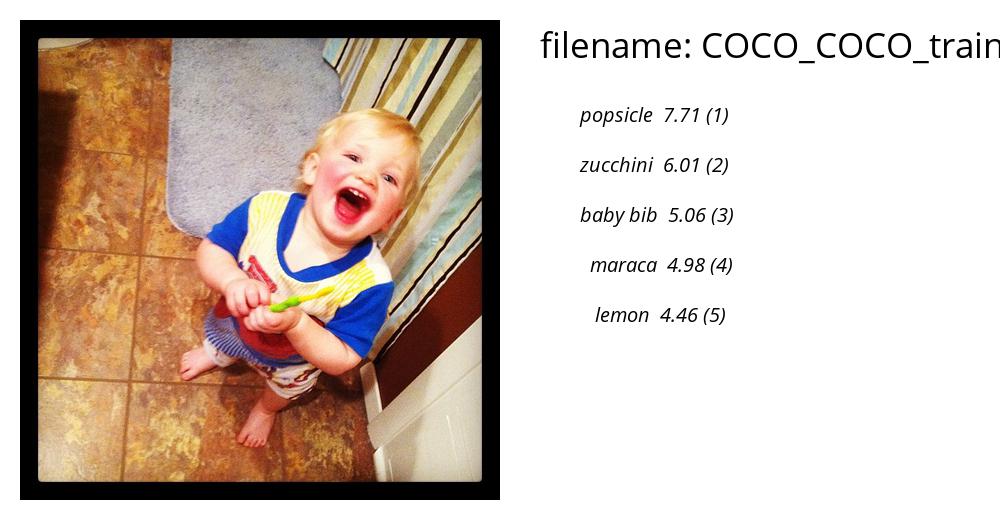 filename: COCO_COCO_train
popsicle 7.71 (1)
zucchini 6.01 (2)
baby bib 5.06 (3)
maraca 4.98 (4)
lemon 4.46 (5)